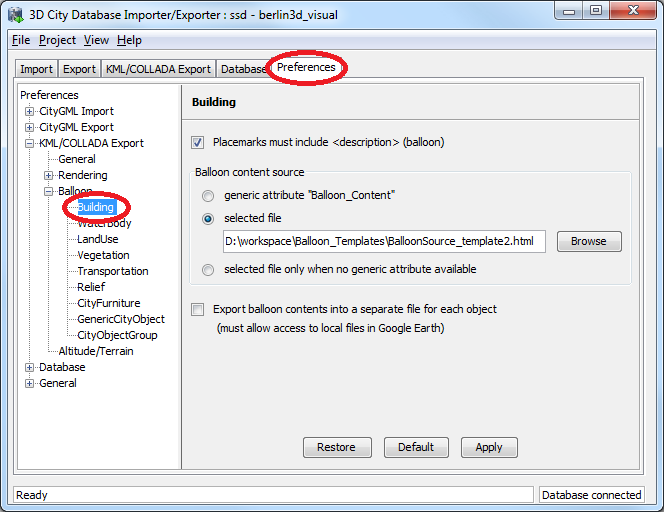 3D City Database Importer/Exporter : ssd - berlin3d_visual
File Project View Help
Import Export KML/COLLADA Export Database Preferences
Preferences
CityGML Import
CityGML Export
KML/COLLADA Export
General
Rendering
Balloon
Building
WaterBody
LandUse
Vegetation
Transportation
Relief
CityFurniture
GenericCityObject
CityObjectGroup
Altitude/Terrain
Database
General
Building
Placemarks must include <description> (balloon)
Balloon content source
generic attribute "Balloon_Content"
selected file
D:\workspace\Balloon_Templates\BalloonSource_template2.html Browse
selected file only when no generic attribute available
Export balloon contents into a separate file for each object
(must allow access to local files in Google Earth)
Restore Default Apply
Ready Database connected